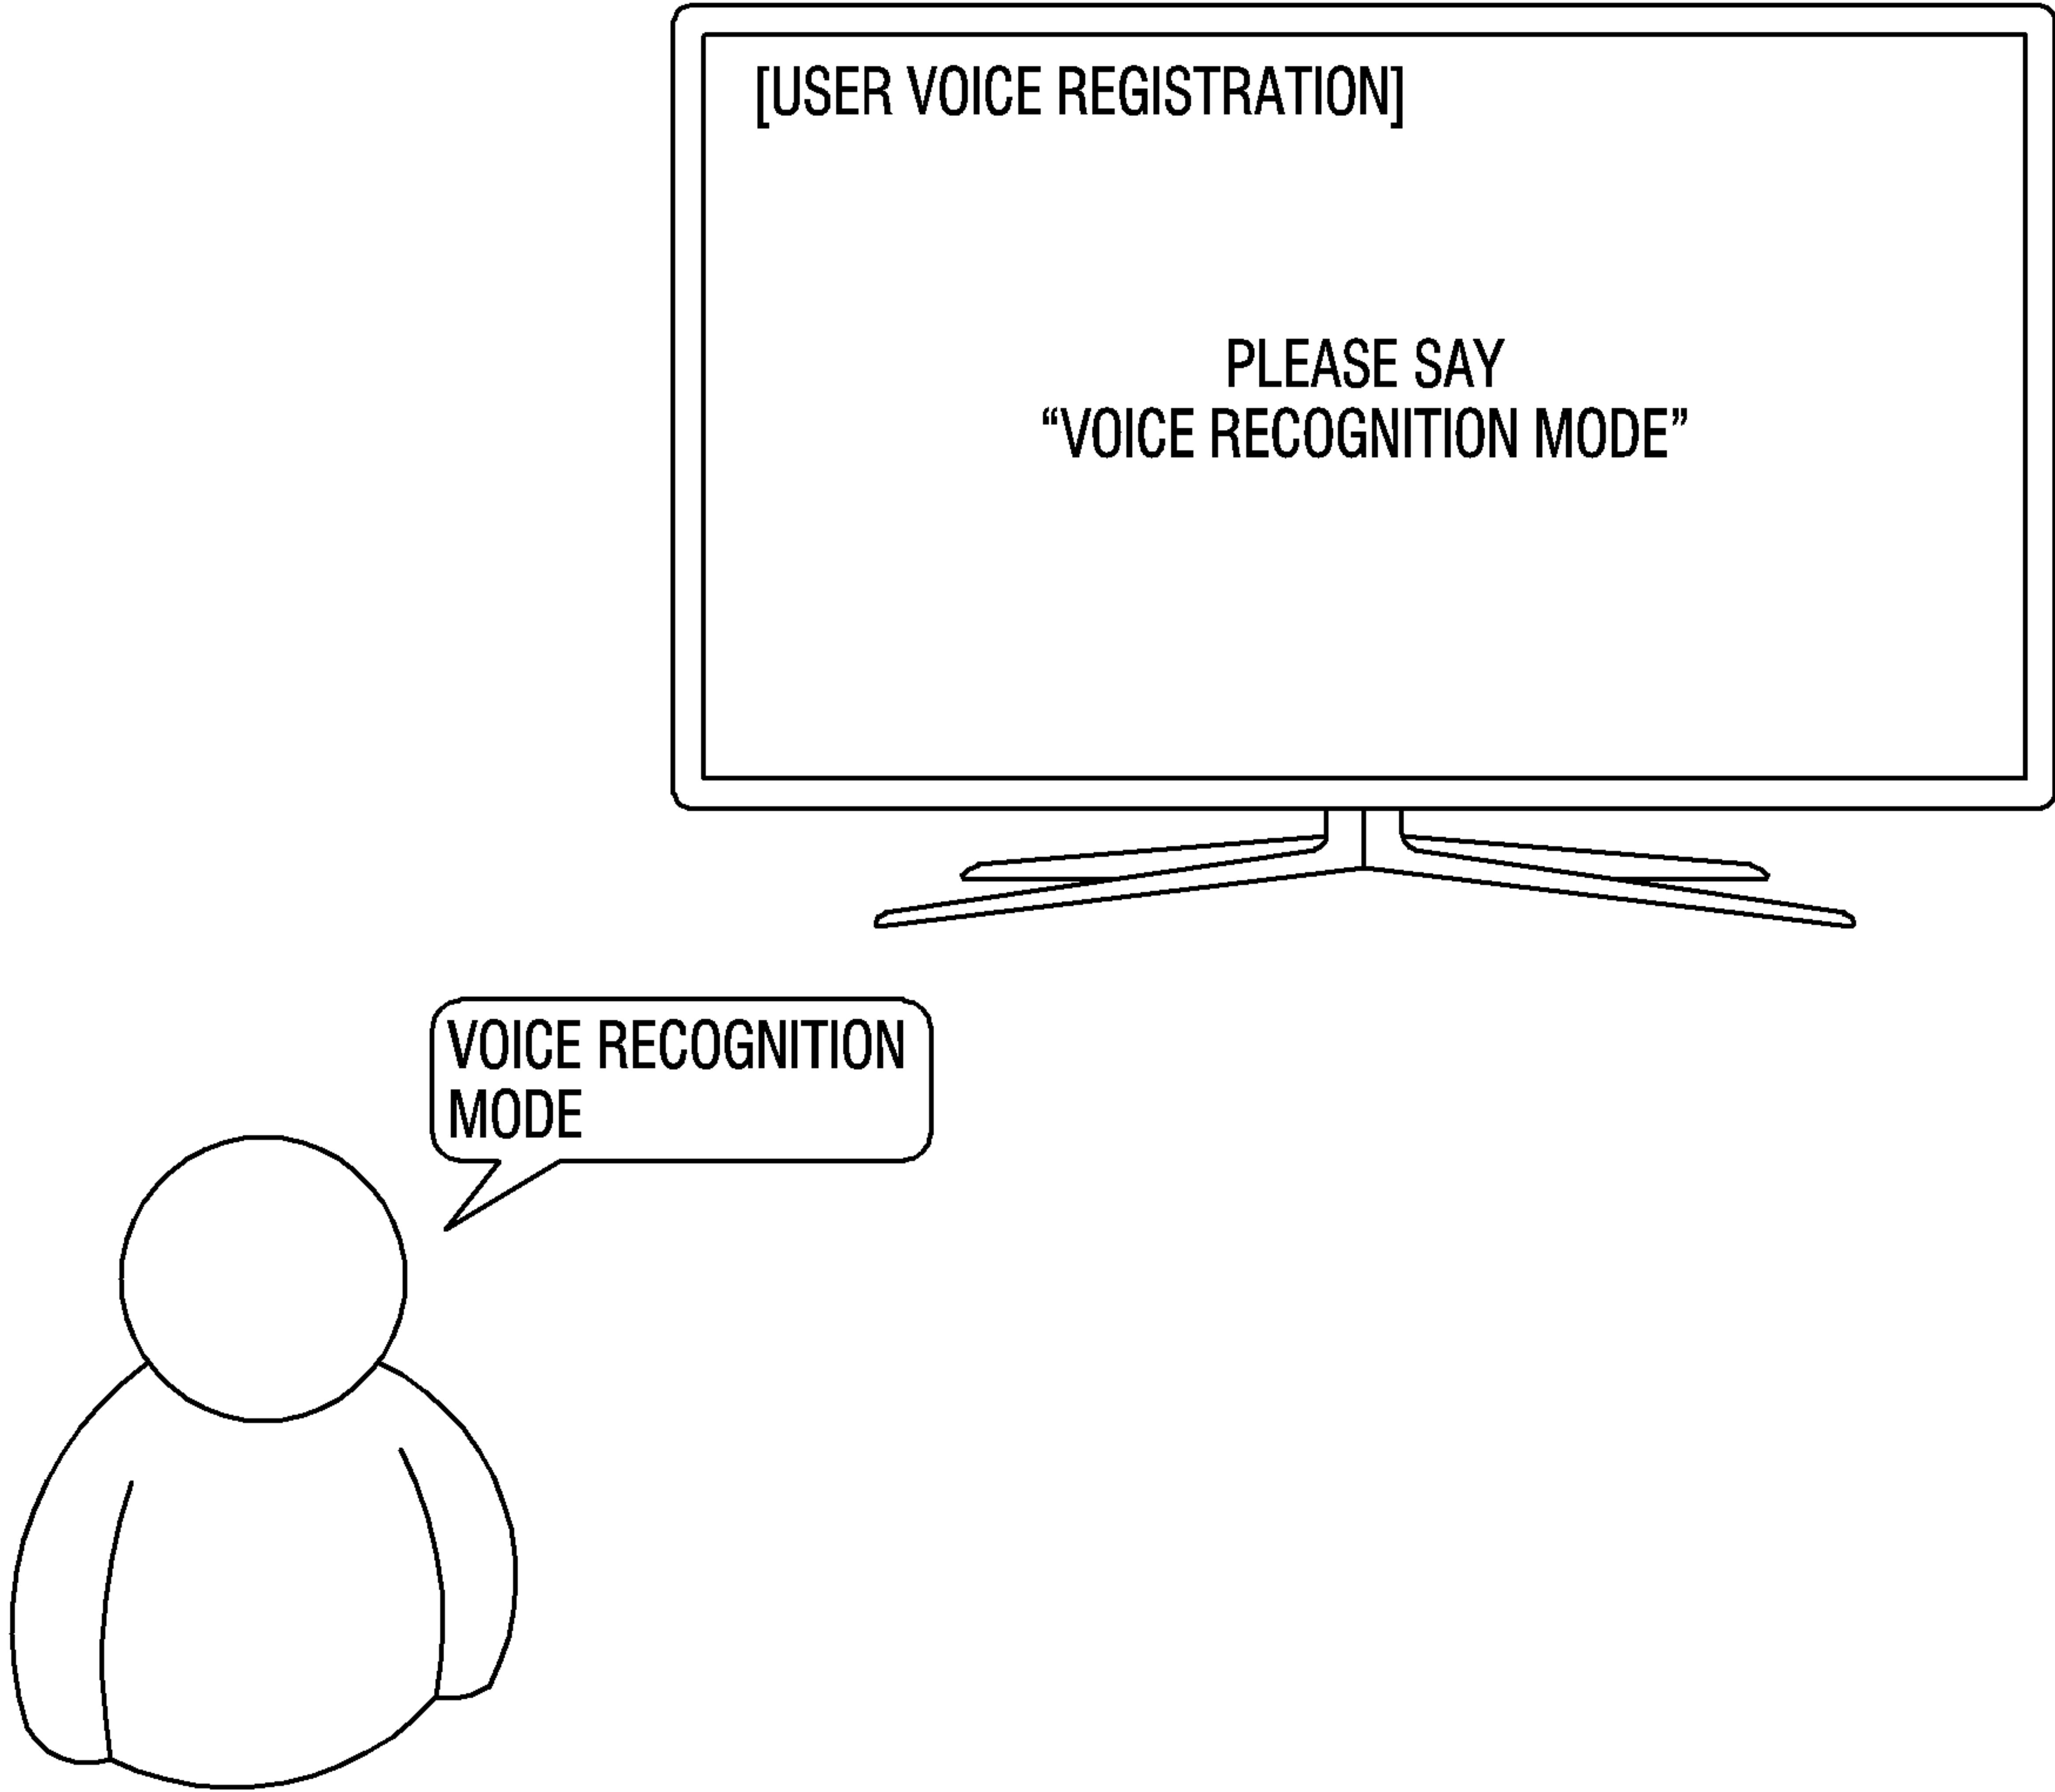 [USER VOICE REGISTRATION]
PLEASE SAY
“VOICE RECOGNITION MODE”
VOICE RECOGNITION
MODE